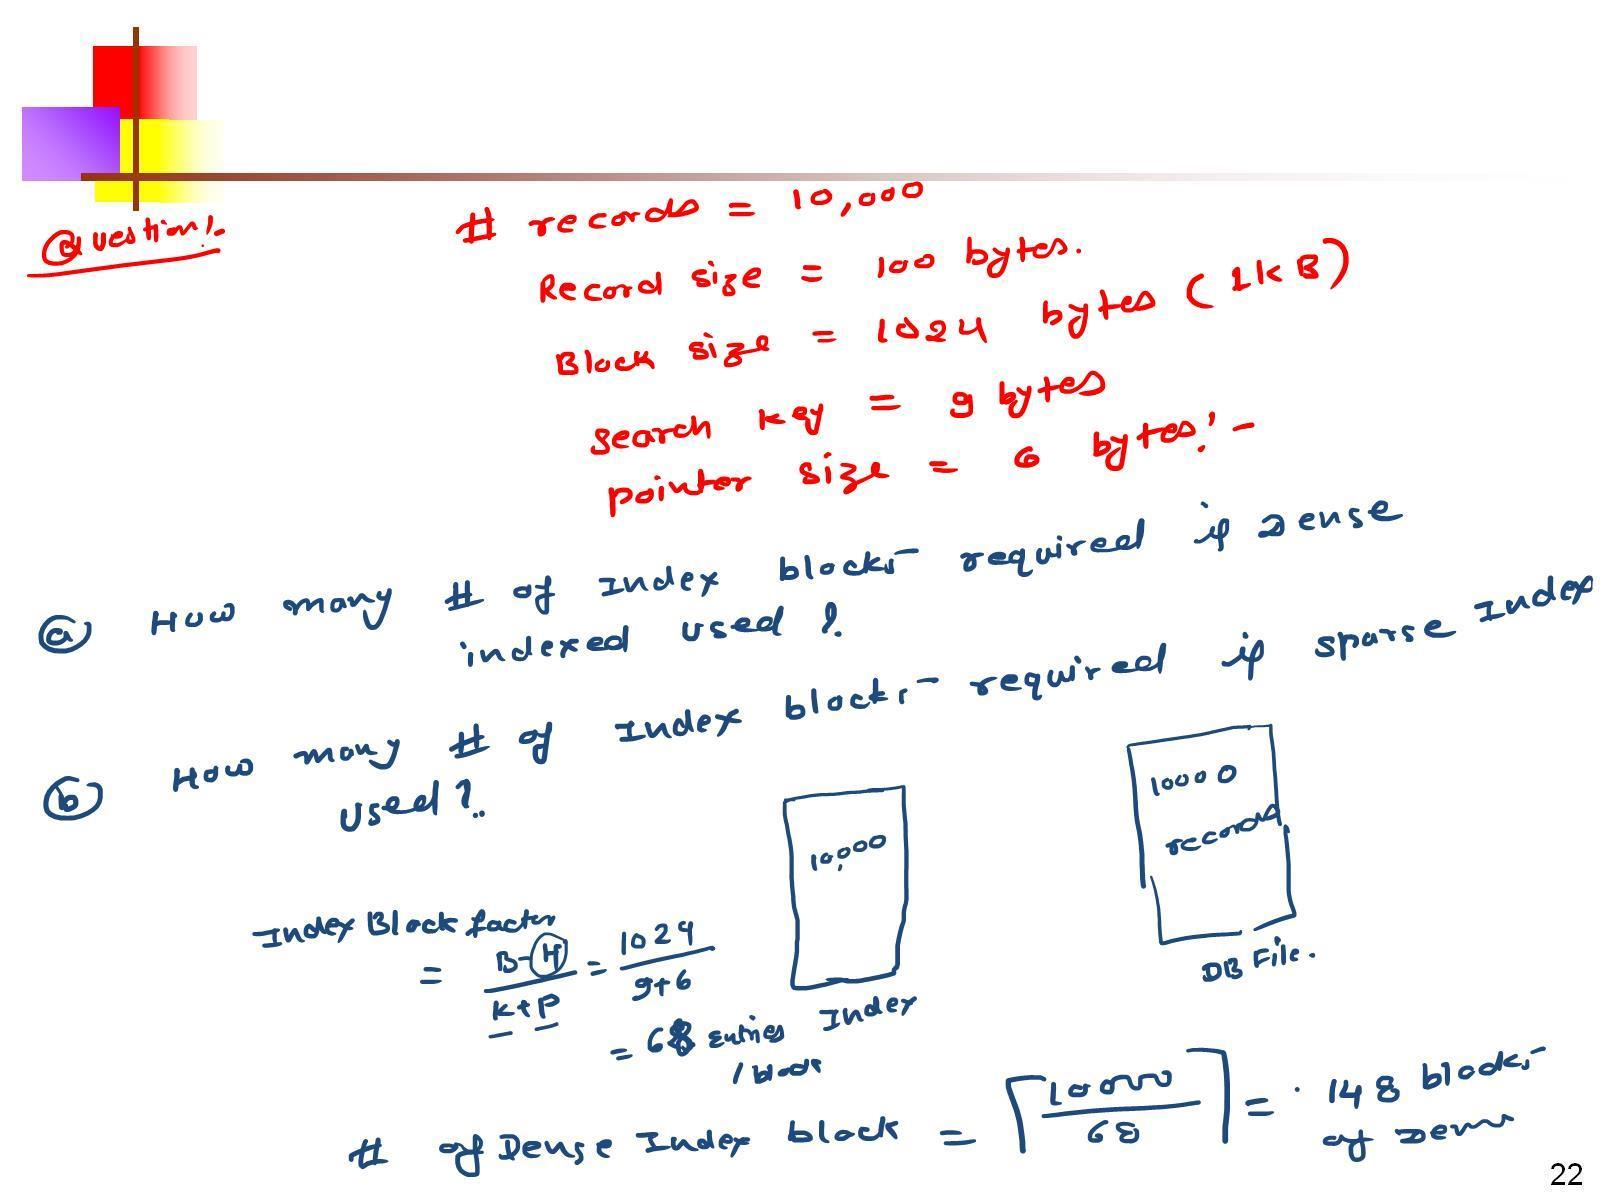 Question:-
# records = 10,000
Record size = 100 bytes.
Block size = 1024 bytes (1KB)
Search key = 9 bytes
pointer size = 6 bytes:-
(a) How many # of Index blocks required if Dense
indexed used?
(b) How many # of Index blocks required if sparse Index
used?
10000
records
DB File.
10,000
Index
Index Block factor
= B-H / K+P = 1024 / 9+6
= 68 Entries
/ block
# of Dense Index block = ⌈10000 / 68⌉ = 148 blocks
of Dense
22